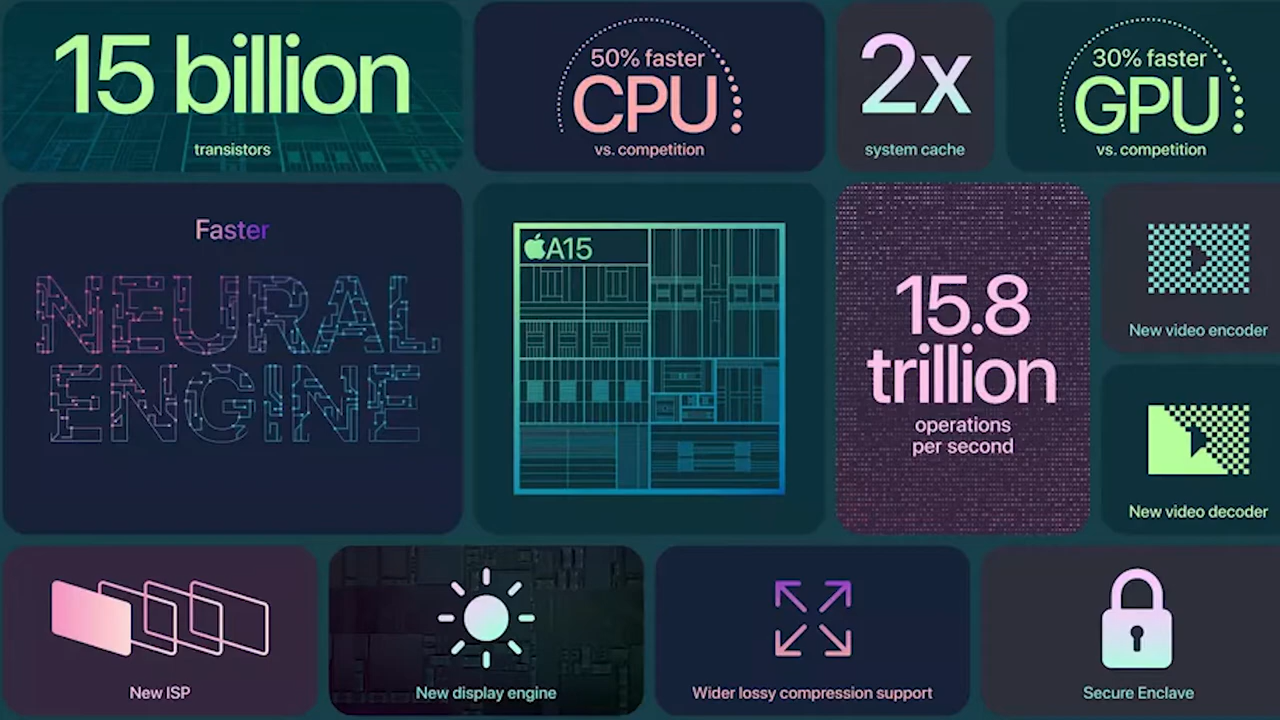 15 billion
transistors
50% faster
CPU
vs. competition
2x
system cache
30% faster
GPU
vs. competition
Faster
NEURAL
ENGINE
A15
15.8
trillion
operations
per second
New video encoder
New video decoder
New ISP
New display engine
Wider lossy compression support
Secure Enclave